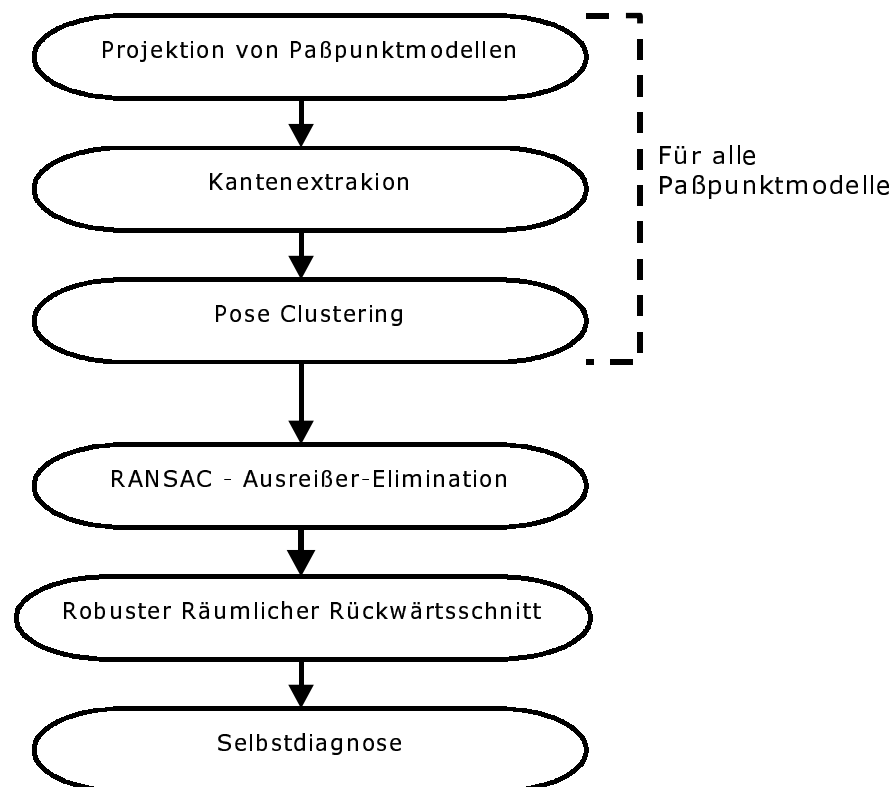 Projektion von Paßpunktmodellen
Kantenextrakion
Für alle
Paßpunktmodelle
Pose Clustering
RANSAC - Ausreißer-Elimination
Robuster Räumlicher Rückwärtsschnitt
Selbstdiagnose